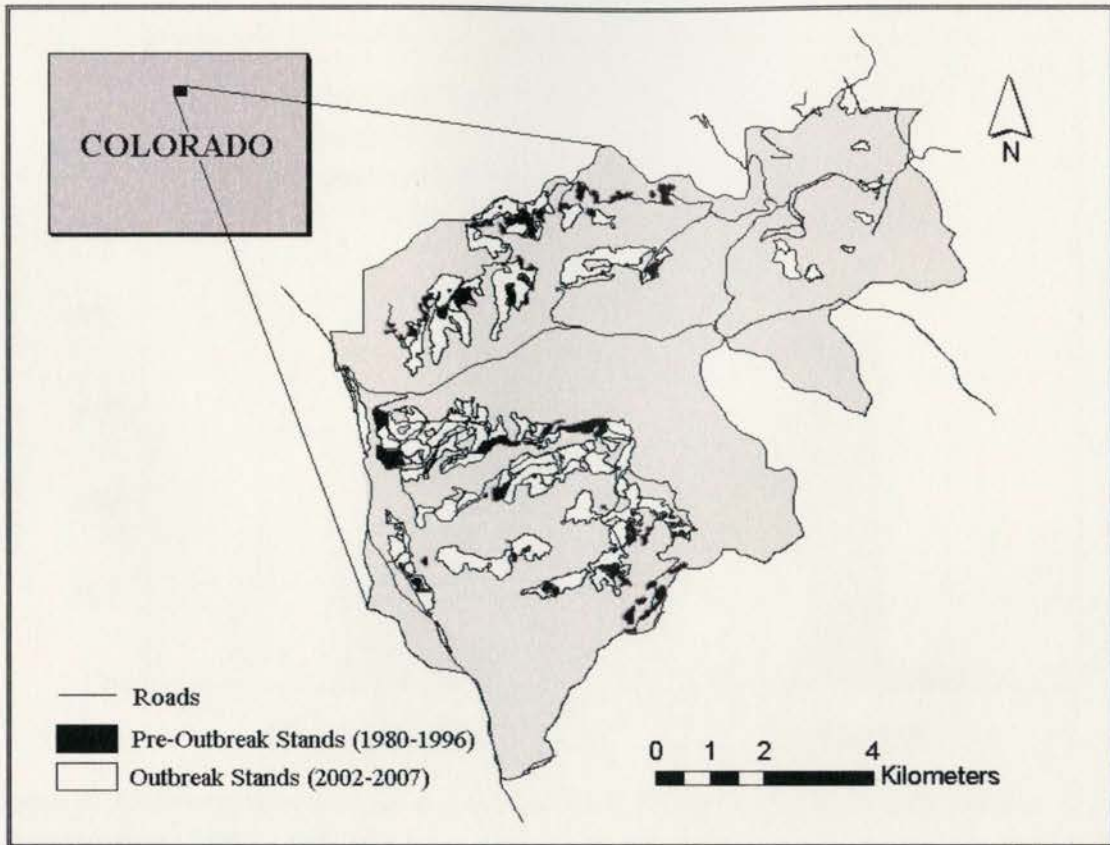 COLORADO
N
Roads
Pre-Outbreak Stands (1980-1996)
Outbreak Stands (2002-2007)
0 1 2 4
Kilometers